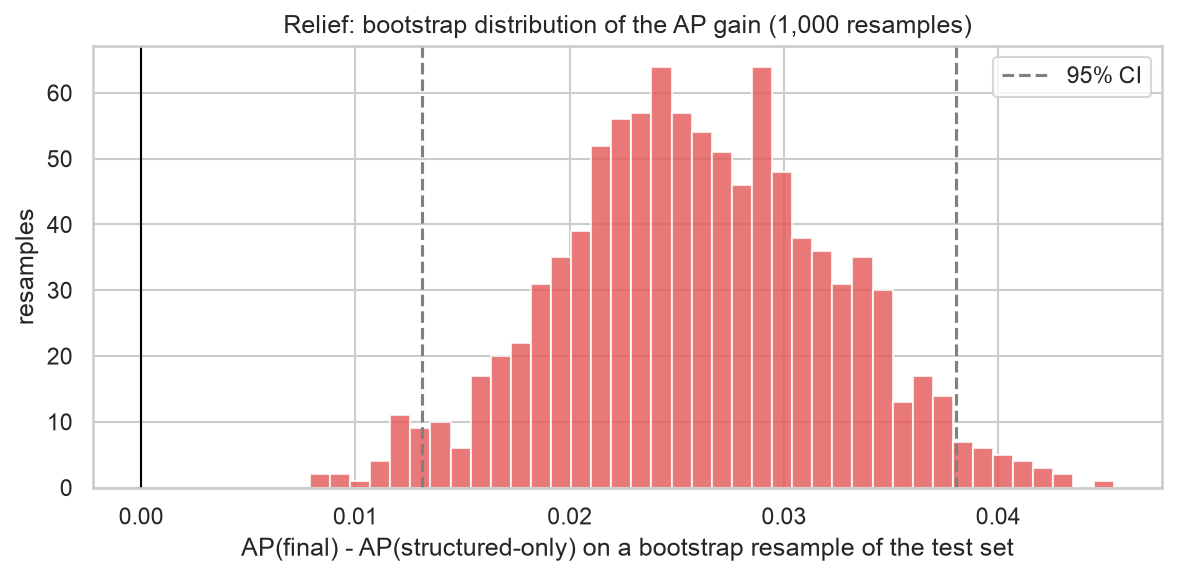 Relief: bootstrap distribution of the AP gain (1,000 resamples)
95% CI
resamples
60
50
40
30
20
10
0
0.00 0.01 0.02 0.03 0.04
AP(final) - AP(structured-only) on a bootstrap resample of the test set